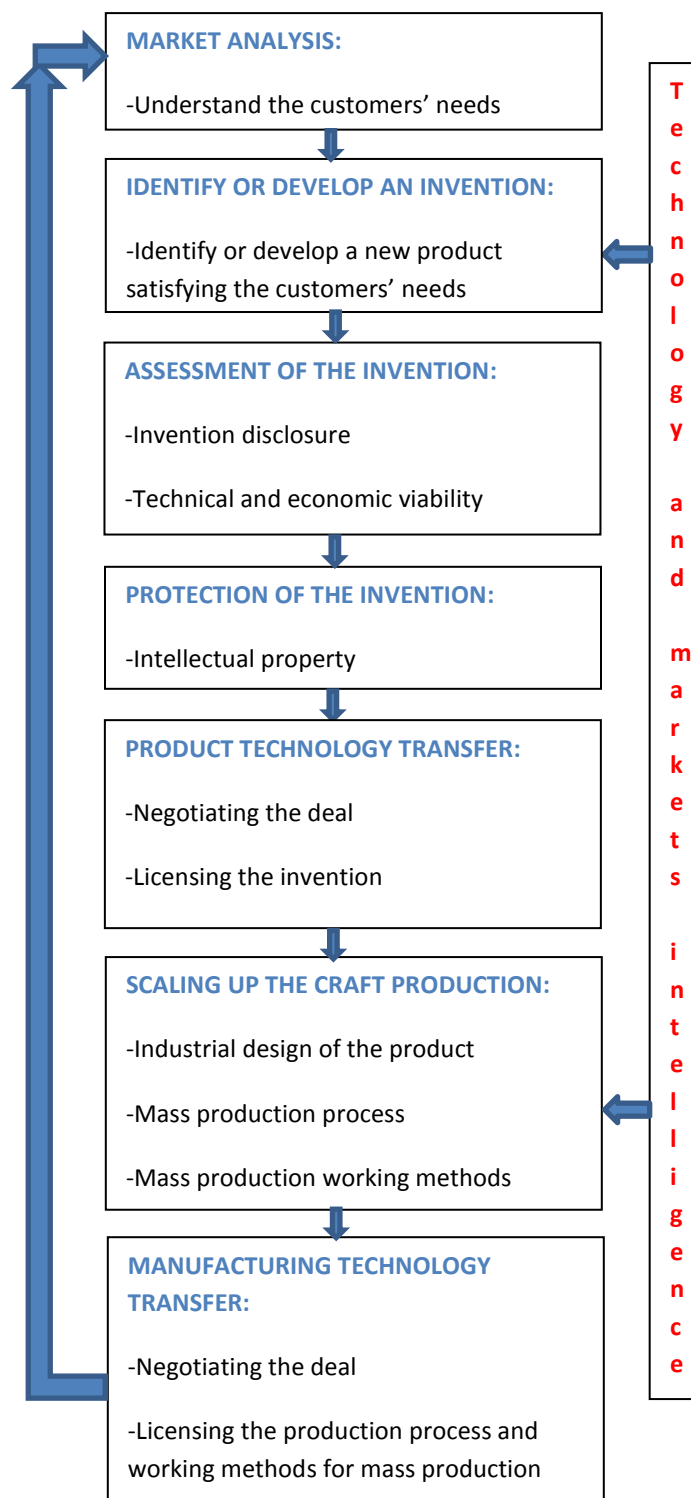 MARKET ANALYSIS:
-Understand the customers’ needs
IDENTIFY OR DEVELOP AN INVENTION:
-Identify or develop a new product
satisfying the customers’ needs
ASSESSMENT OF THE INVENTION:
-Invention disclosure
-Technical and economic viability
PROTECTION OF THE INVENTION:
-Intellectual property
PRODUCT TECHNOLOGY TRANSFER:
-Negotiating the deal
-Licensing the invention
SCALING UP THE CRAFT PRODUCTION:
-Industrial design of the product
-Mass production process
-Mass production working methods
MANUFACTURING TECHNOLOGY
TRANSFER:
-Negotiating the deal
-Licensing the production process and
working methods for mass production
Technology and markets intelligence